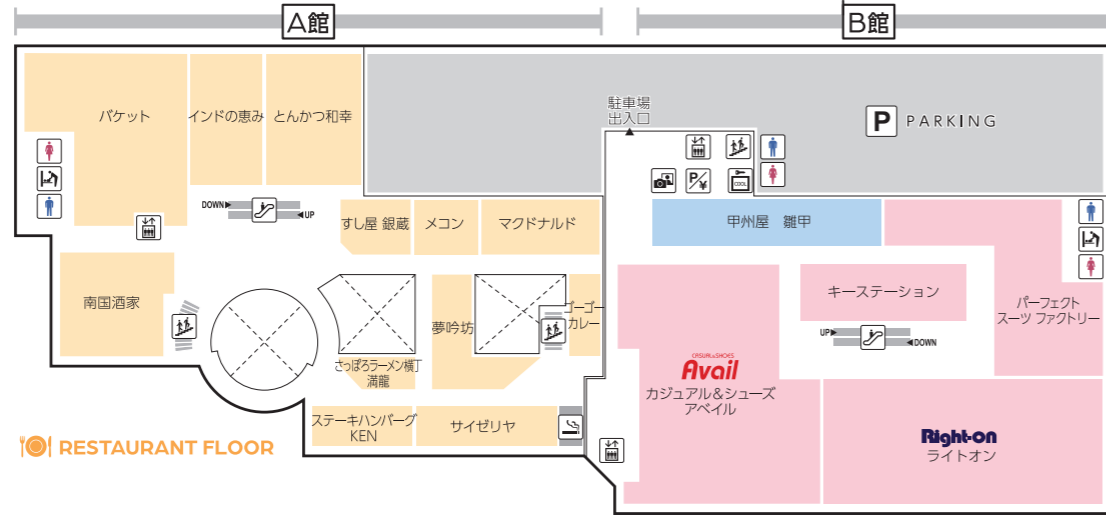 A館
B館
バケット
インドの恵み
とんかつ和幸
駐車場
出入口
P PARKING
P/¥
COOL
DOWN
UP
すし屋 銀蔵
メコン
マクドナルド
甲州屋 雛甲
南国酒家
夢吟坊
ゴーゴー
カレー
キーステーション
パーフェクト
スーツ ファクトリー
UP
DOWN
さっぽろラーメン横丁
満龍
CASUAL&SHOES
Avail
カジュアル&シューズ
アベイル
ステーキハンバーグ
KEN
サイゼリヤ
RESTAURANT FLOOR
Right-on
ライトオン